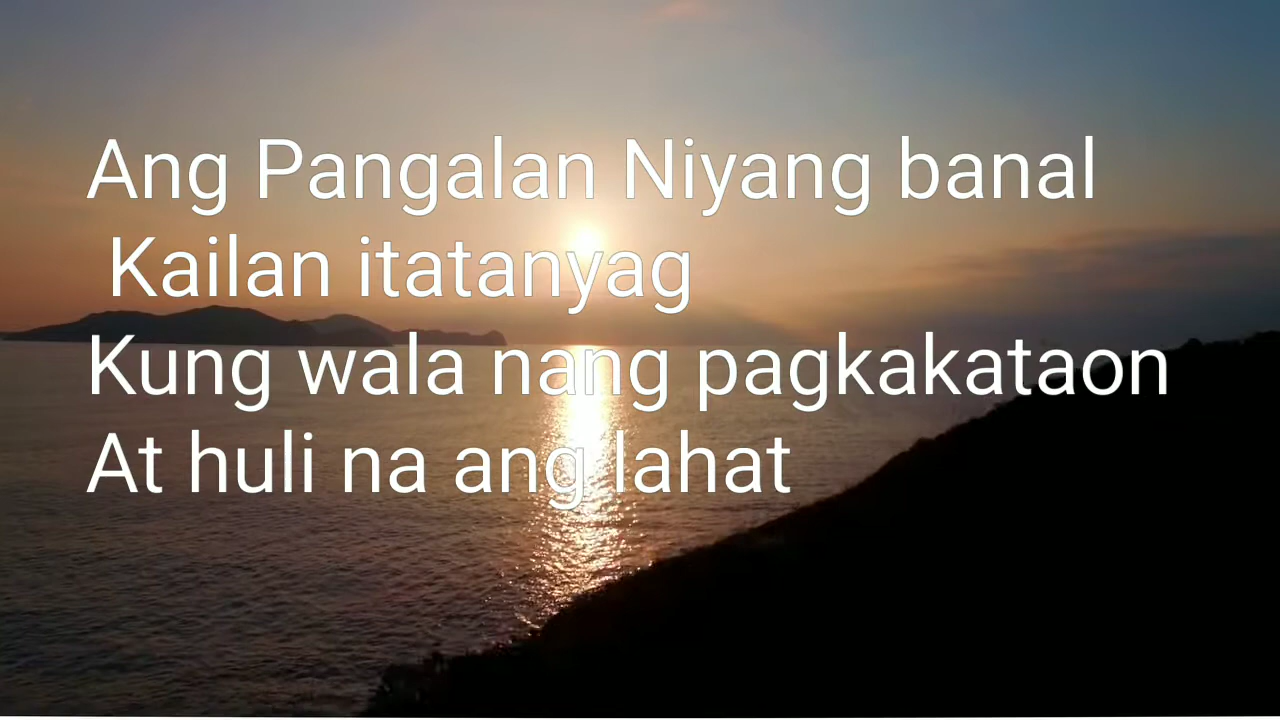 Ang Pangalan Niyang banal
Kailan itatanyag
Kung wala nang pagkakataon
At huli na ang lahat